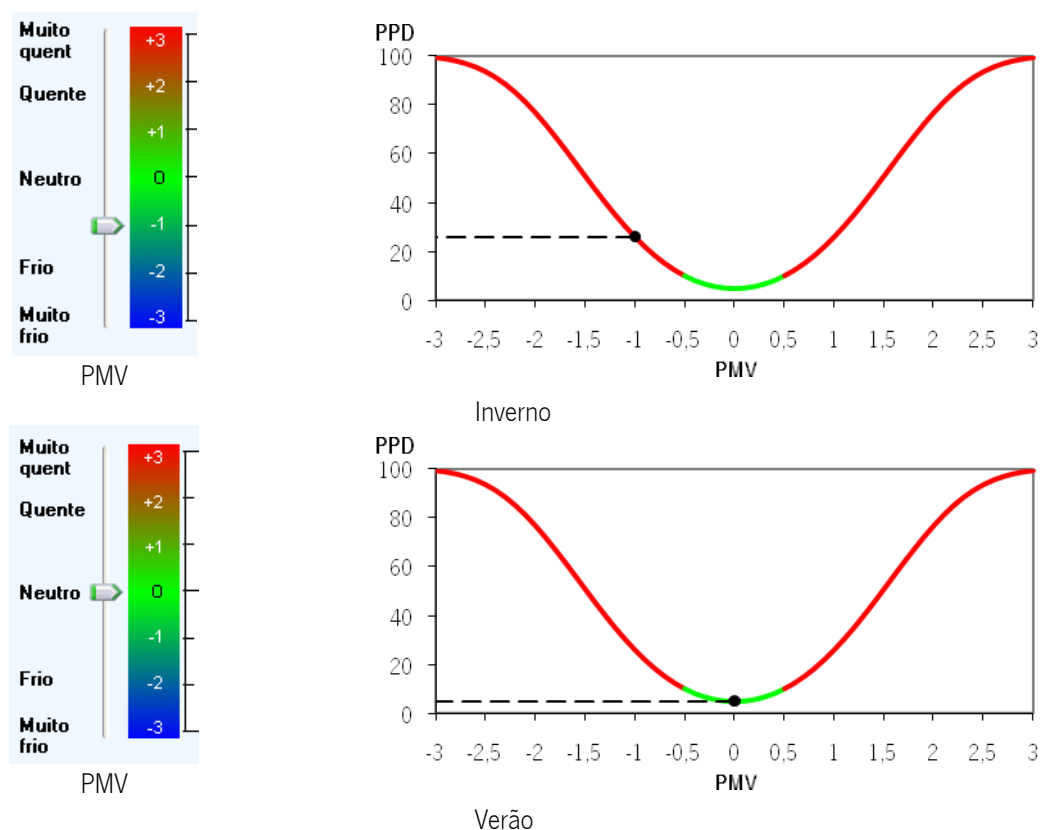 Muito
quent
Quente
Neutro
Frio
Muito
frio
+3
+2
+1
0
-1
-2
-3
PMV
PPD
100
80
60
40
20
0
-3 -2,5 -2 -1,5 -1 -0,5 0 0,5 1 1,5 2 2,5 3
PMV
Inverno
Muito
quent
Quente
Neutro
Frio
Muito
frio
+3
+2
+1
0
-1
-2
-3
PMV
PPD
100
80
60
40
20
0
-3 -2,5 -2 -1,5 -1 -0,5 0 0,5 1 1,5 2 2,5 3
PMV
Verão